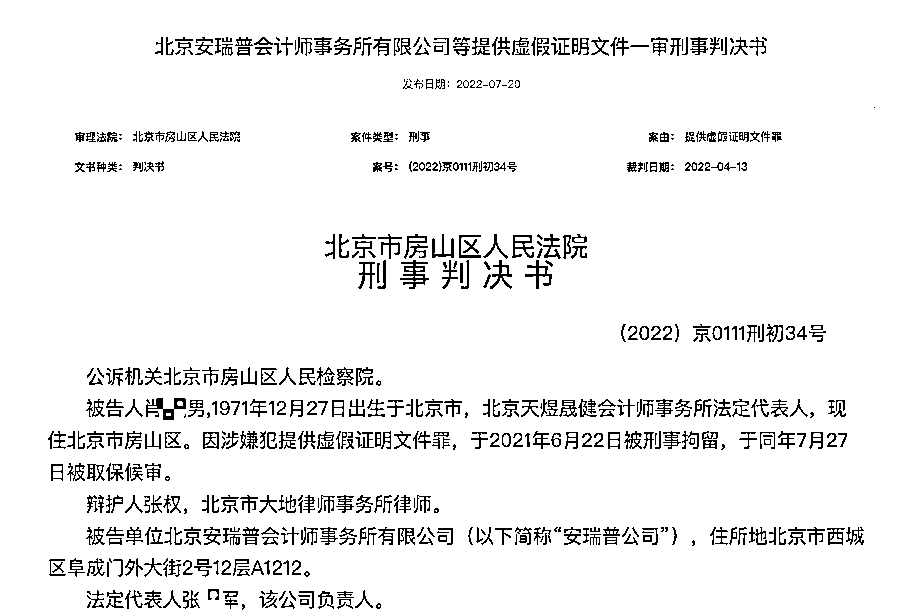 北京安瑞普会计师事务所有限公司等提供虚假证明文件一审刑事判决书
发布日期：2022-07-20
审理法院：北京市房山区人民法院 案件类型：刑事 案由：提供虚假证明文件罪
文书种类：判决书 案号：(2022)京0111刑初34号 裁判日期：2022-04-13
北京市房山区人民法院
刑事判决书
（2022）京0111刑初34号
公诉机关北京市房山区人民检察院。
被告人肖,男,1971年12月27日出生于北京市，北京天煜晟健会计师事务所法定代表人，现
住北京市房山区。因涉嫌犯提供虚假证明文件罪，于2021年6月22日被刑事拘留，于同年7月27
日被取保候审。
辩护人张权，北京市大地律师事务所律师。
被告单位北京安瑞普会计师事务所有限公司（以下简称“安瑞普公司”），住所地北京市西城
区阜成门外大街2号12层A1212。
法定代表人张军，该公司负责人。